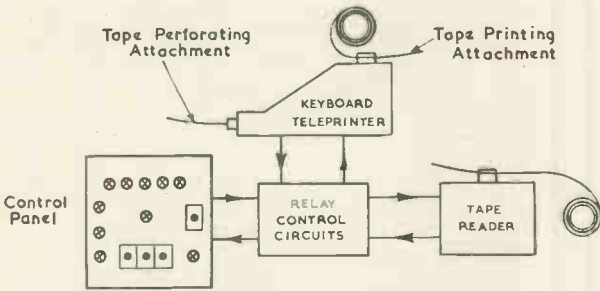 Tape Perforating
Attachment
Tape Printing
Attachment
KEYBOARD
TELEPRINTER
Control
Panel
RELAY
CONTROL
CIRCUITS
TAPE
READER